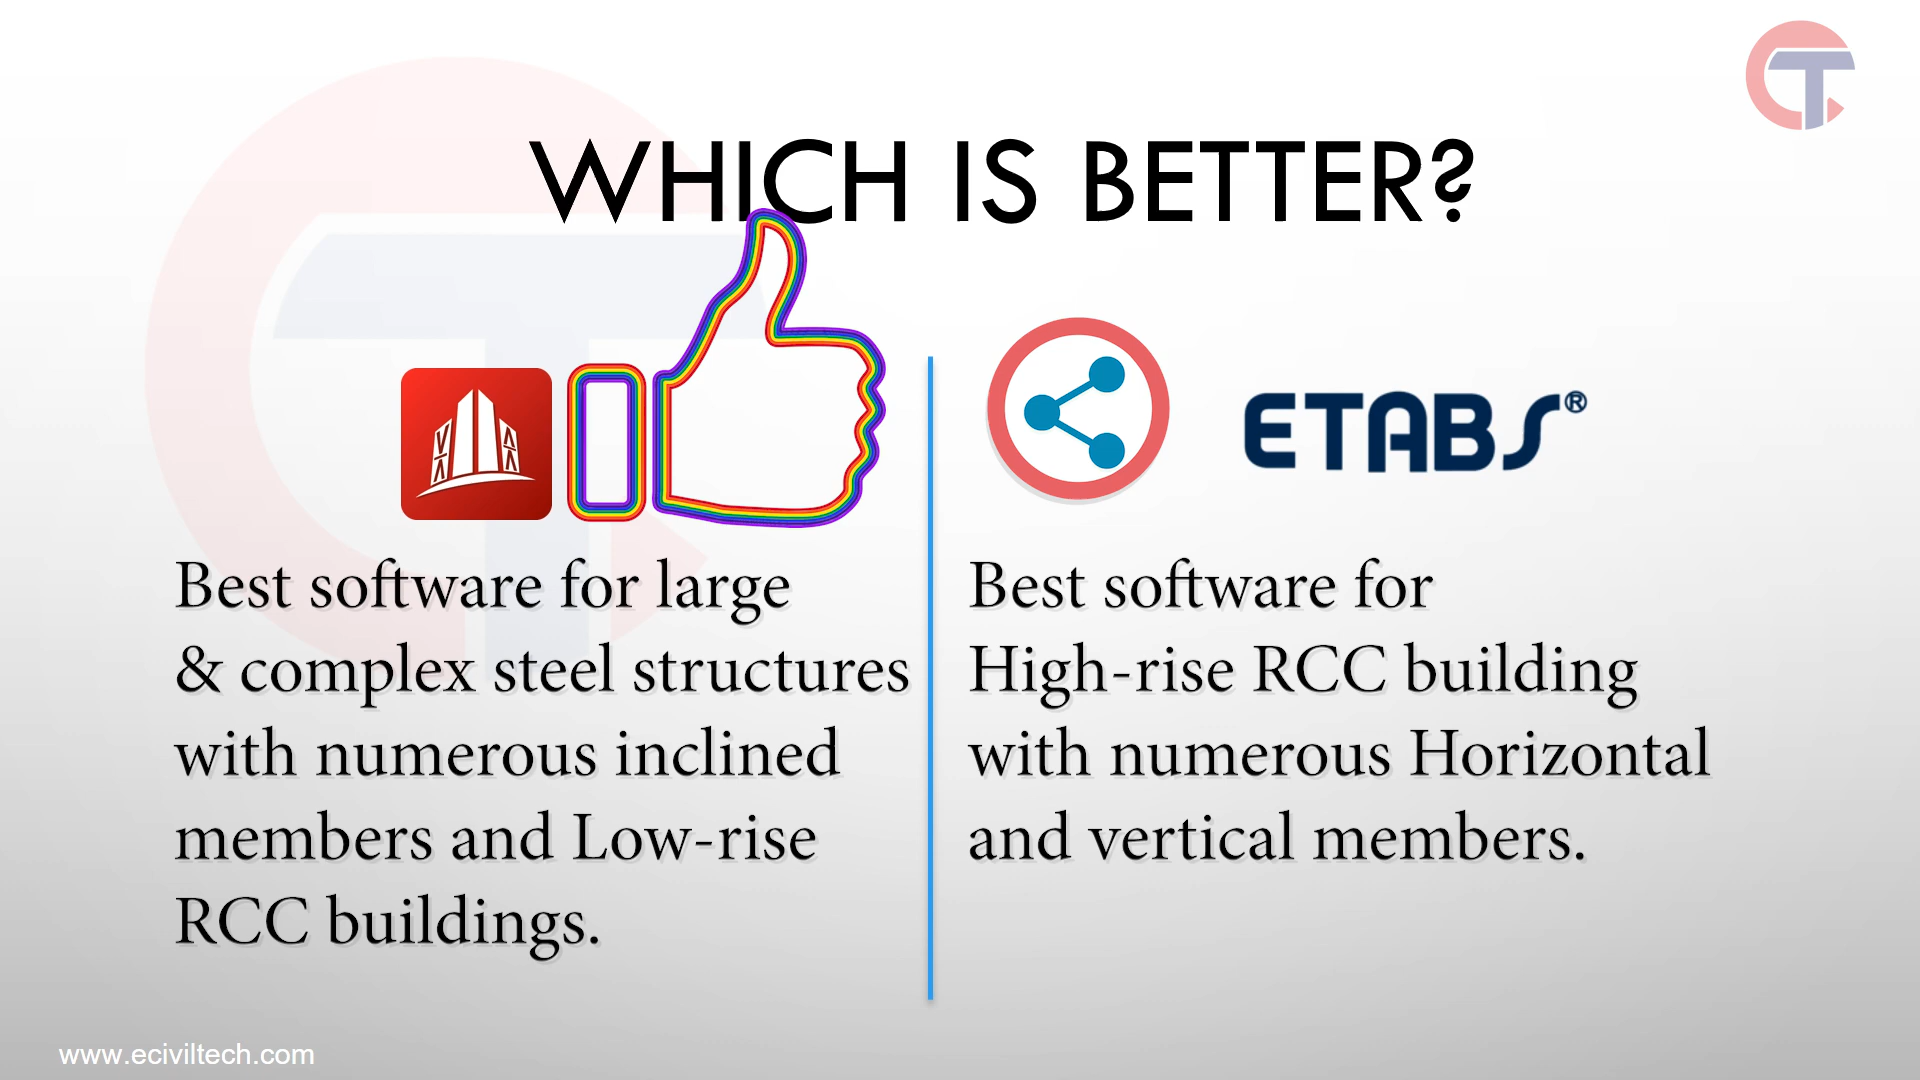 WHICH IS BETTER?
ETABS®
Best software for large
& complex steel structures
with numerous inclined
members and Low-rise
RCC buildings.
Best software for
High-rise RCC building
with numerous Horizontal
and vertical members.
www.eciviltech.com